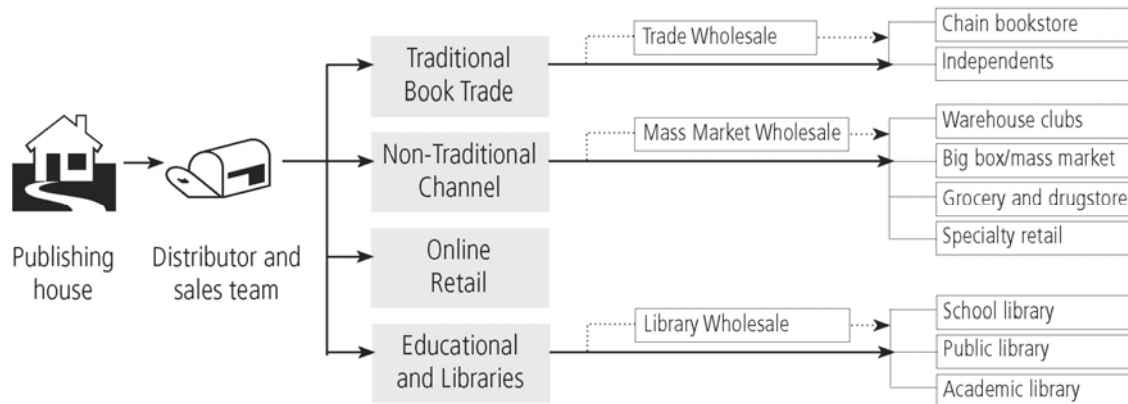 Publishing
house
Distributor and
sales team
Traditional
Book Trade
Non-Traditional
Channel
Online
Retail
Educational
and Libraries
Trade Wholesale
Mass Market Wholesale
Library Wholesale
Chain bookstore
Independents
Warehouse clubs
Big box/mass market
Grocery and drugstore
Specialty retail
School library
Public library
Academic library